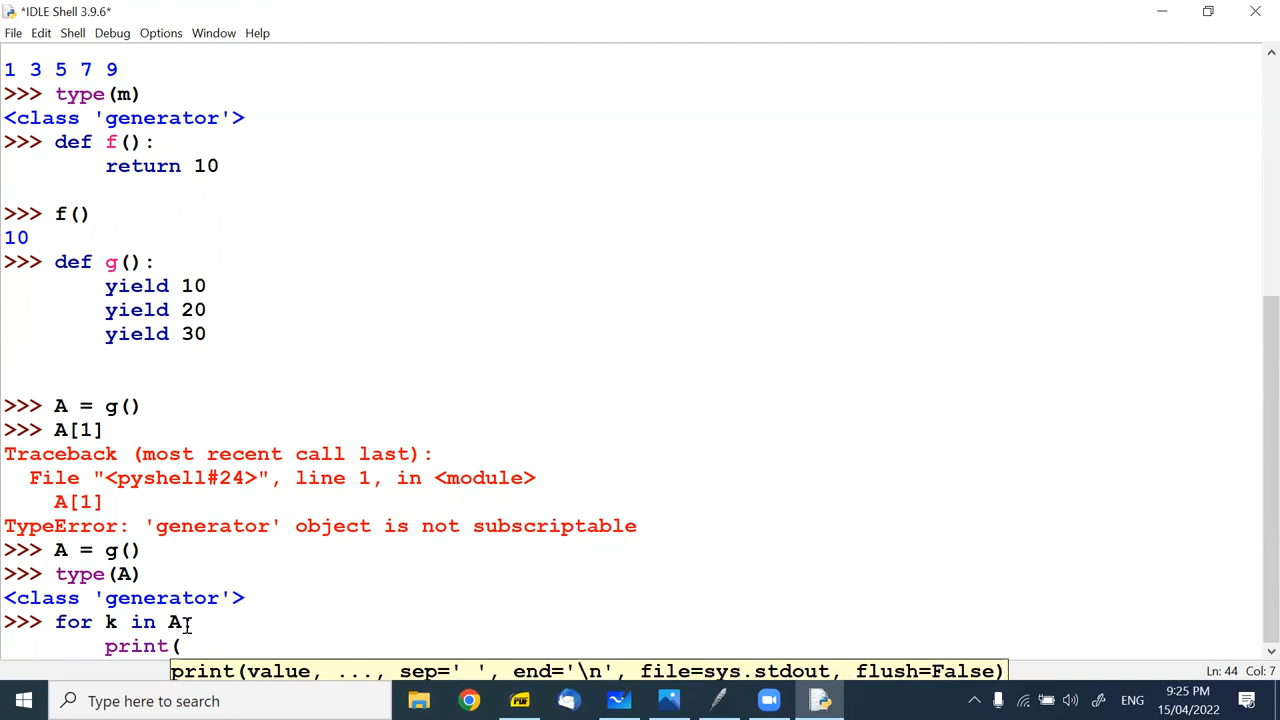 *IDLE Shell 3.9.6*
File Edit Shell Debug Options Window Help
1 3 5 7 9
>>> type(m)
<class 'generator'>
>>> def f():
        return 10
>>> f()
10
>>> def g():
        yield 10
        yield 20
        yield 30
>>> A = g()
>>> A[1]
Traceback (most recent call last):
  File "<pyshell#24>", line 1, in <module>
    A[1]
TypeError: 'generator' object is not subscriptable
>>> A = g()
>>> type(A)
<class 'generator'>
>>> for k in A:
        print(
print(value, ..., sep=' ', end='\n', file=sys.stdout, flush=False)
Ln: 44 Col: 7
Type here to search
PDF
ENG
9:25 PM
15/04/2022